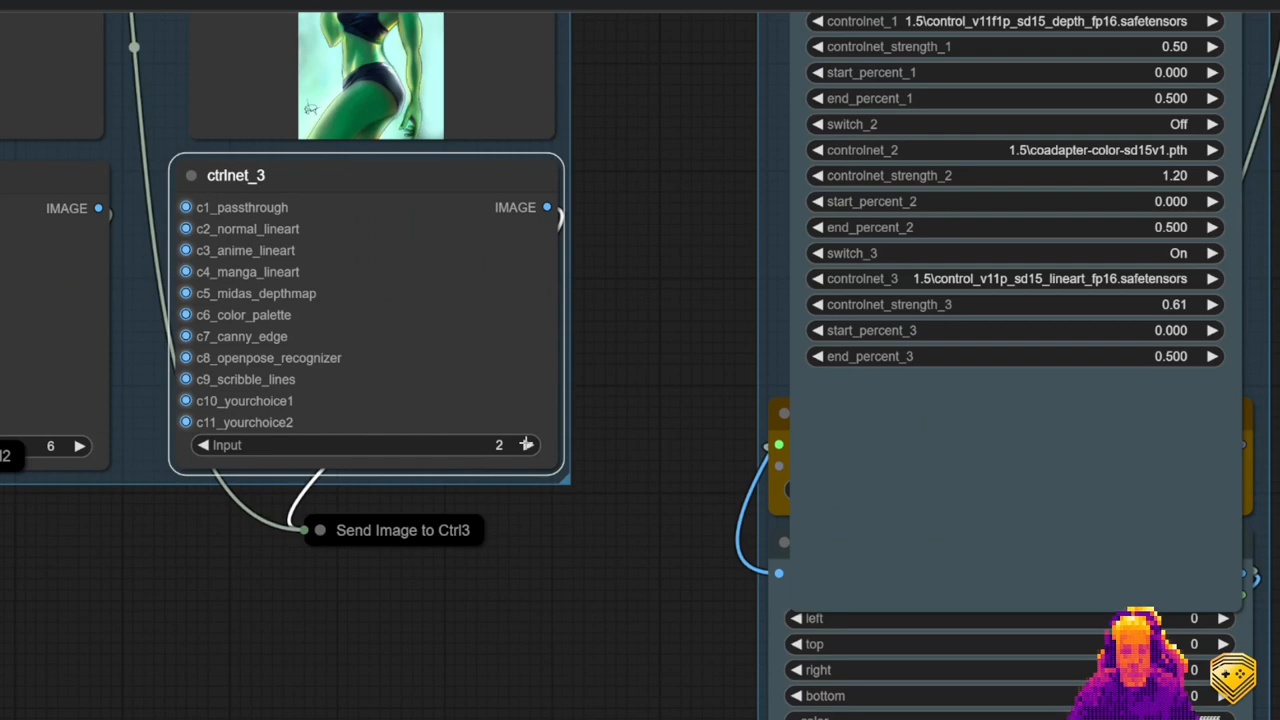 IMAGE
6
l2
ctrlnet_3
c1_passthrough
IMAGE
c2_normal_lineart
c3_anime_lineart
c4_manga_lineart
c5_midas_depthmap
c6_color_palette
c7_canny_edge
c8_openpose_recognizer
c9_scribble_lines
c10_yourchoice1
c11_yourchoice2
Input 2
Send Image to Ctrl3
controlnet_1 1.5\control_v11f1p_sd15_depth_fp16.safetensors
controlnet_strength_1 0.50
start_percent_1 0.000
end_percent_1 0.500
switch_2 Off
controlnet_2 1.5\coadapter-color-sd15v1.pth
controlnet_strength_2 1.20
start_percent_2 0.000
end_percent_2 0.500
switch_3 On
controlnet_3 1.5\control_v11p_sd15_lineart_fp16.safetensors
controlnet_strength_3 0.61
start_percent_3 0.000
end_percent_3 0.500
left 0
top 0
right 0
bottom 0